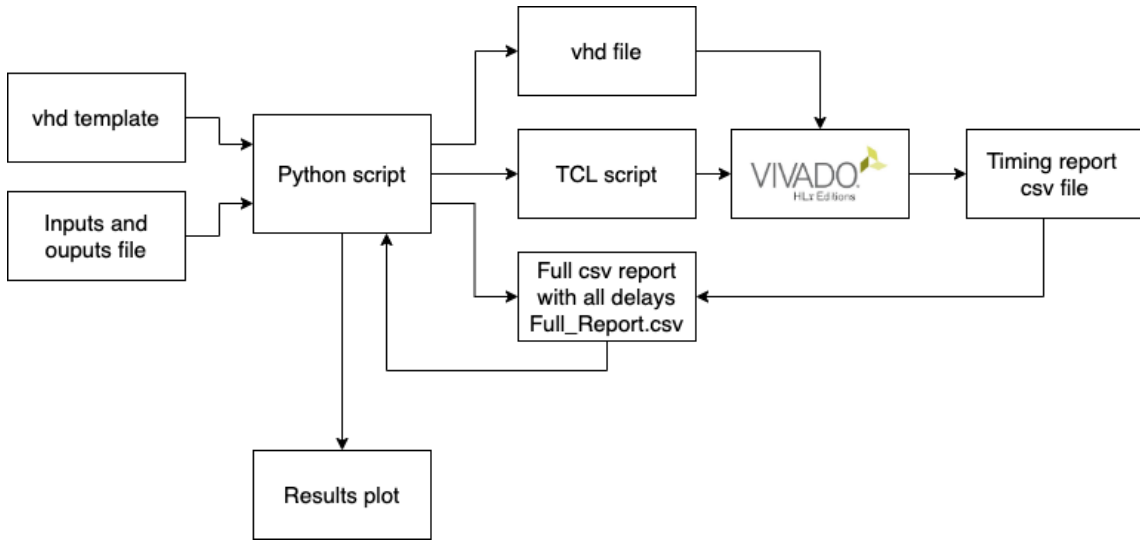 vhd file
vhd template
Python script
TCL script
VIVADO.
HLx Editions
Timing report
csv file
Inputs and
ouputs file
Full csv report
with all delays
Full_Report.csv
Results plot